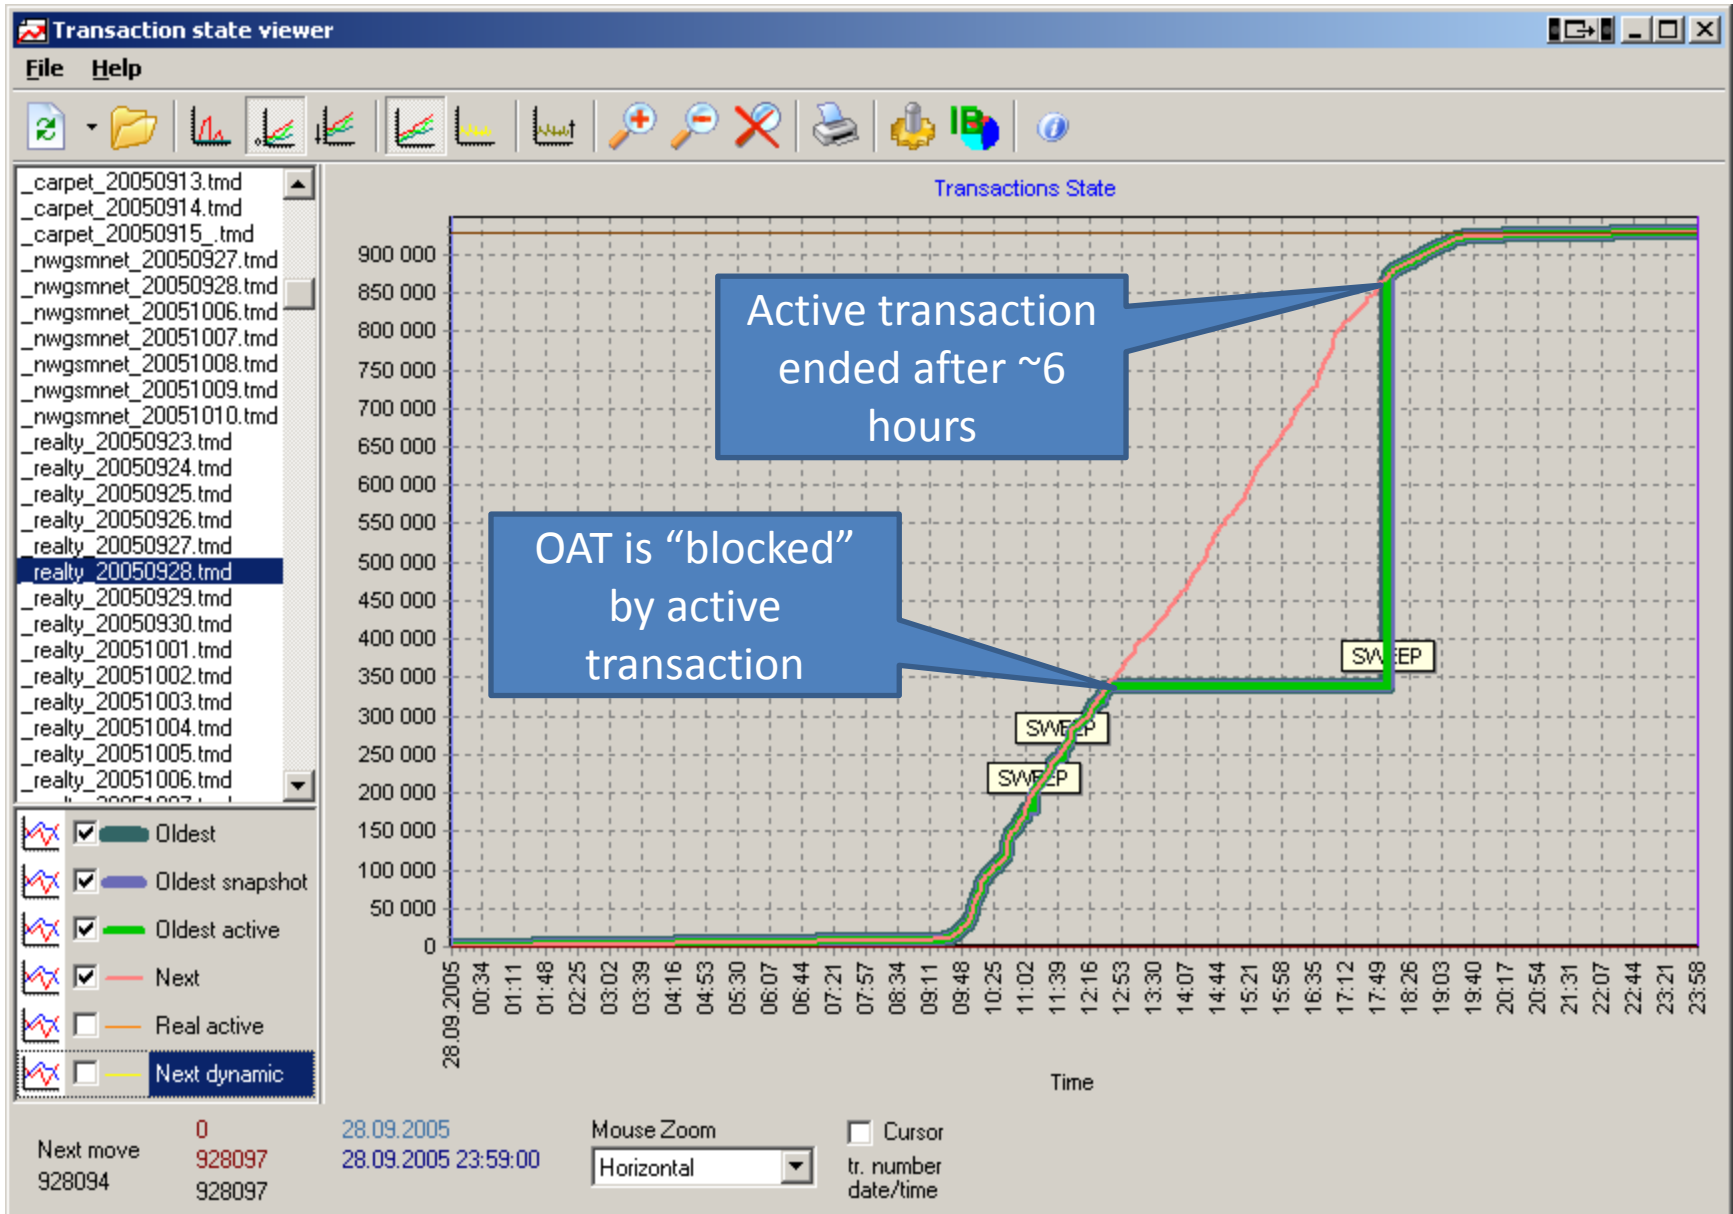 Transaction state viewer
File Help
_carpet_20050913.tmd
_carpet_20050914.tmd
_carpet_20050915_.tmd
_nwgsmnet_20050927.tmd
_nwgsmnet_20050928.tmd
_nwgsmnet_20051006.tmd
_nwgsmnet_20051007.tmd
_nwgsmnet_20051008.tmd
_nwgsmnet_20051009.tmd
_nwgsmnet_20051010.tmd
_realty_20050923.tmd
_realty_20050924.tmd
_realty_20050925.tmd
_realty_20050926.tmd
_realty_20050927.tmd
_realty_20050928.tmd
_realty_20050929.tmd
_realty_20050930.tmd
_realty_20051001.tmd
_realty_20051002.tmd
_realty_20051003.tmd
_realty_20051004.tmd
_realty_20051005.tmd
_realty_20051006.tmd
Oldest
Oldest snapshot
Oldest active
Next
Real active
Next dynamic
Transactions State
900 000
850 000
800 000
750 000
700 000
650 000
600 000
550 000
500 000
450 000
400 000
350 000
300 000
250 000
200 000
150 000
100 000
50 000
0
Active transaction
ended after ~6
hours
OAT is “blocked”
by active
transaction
SWEEP
SWEEP
SWEEP
28.09.2005
00:34
01:11
01:48
02:25
03:02
03:39
04:16
04:53
05:30
06:07
06:44
07:21
07:57
08:34
09:11
09:48
10:25
11:02
11:39
12:16
12:53
13:30
14:07
14:44
15:21
15:58
16:35
17:12
17:49
18:26
19:03
19:40
20:17
20:54
21:31
22:07
22:44
23:21
23:58
Time
Next move
928094
0
928097
928097
28.09.2005
28.09.2005 23:59:00
Mouse Zoom
Horizontal
Cursor
tr. number
date/time